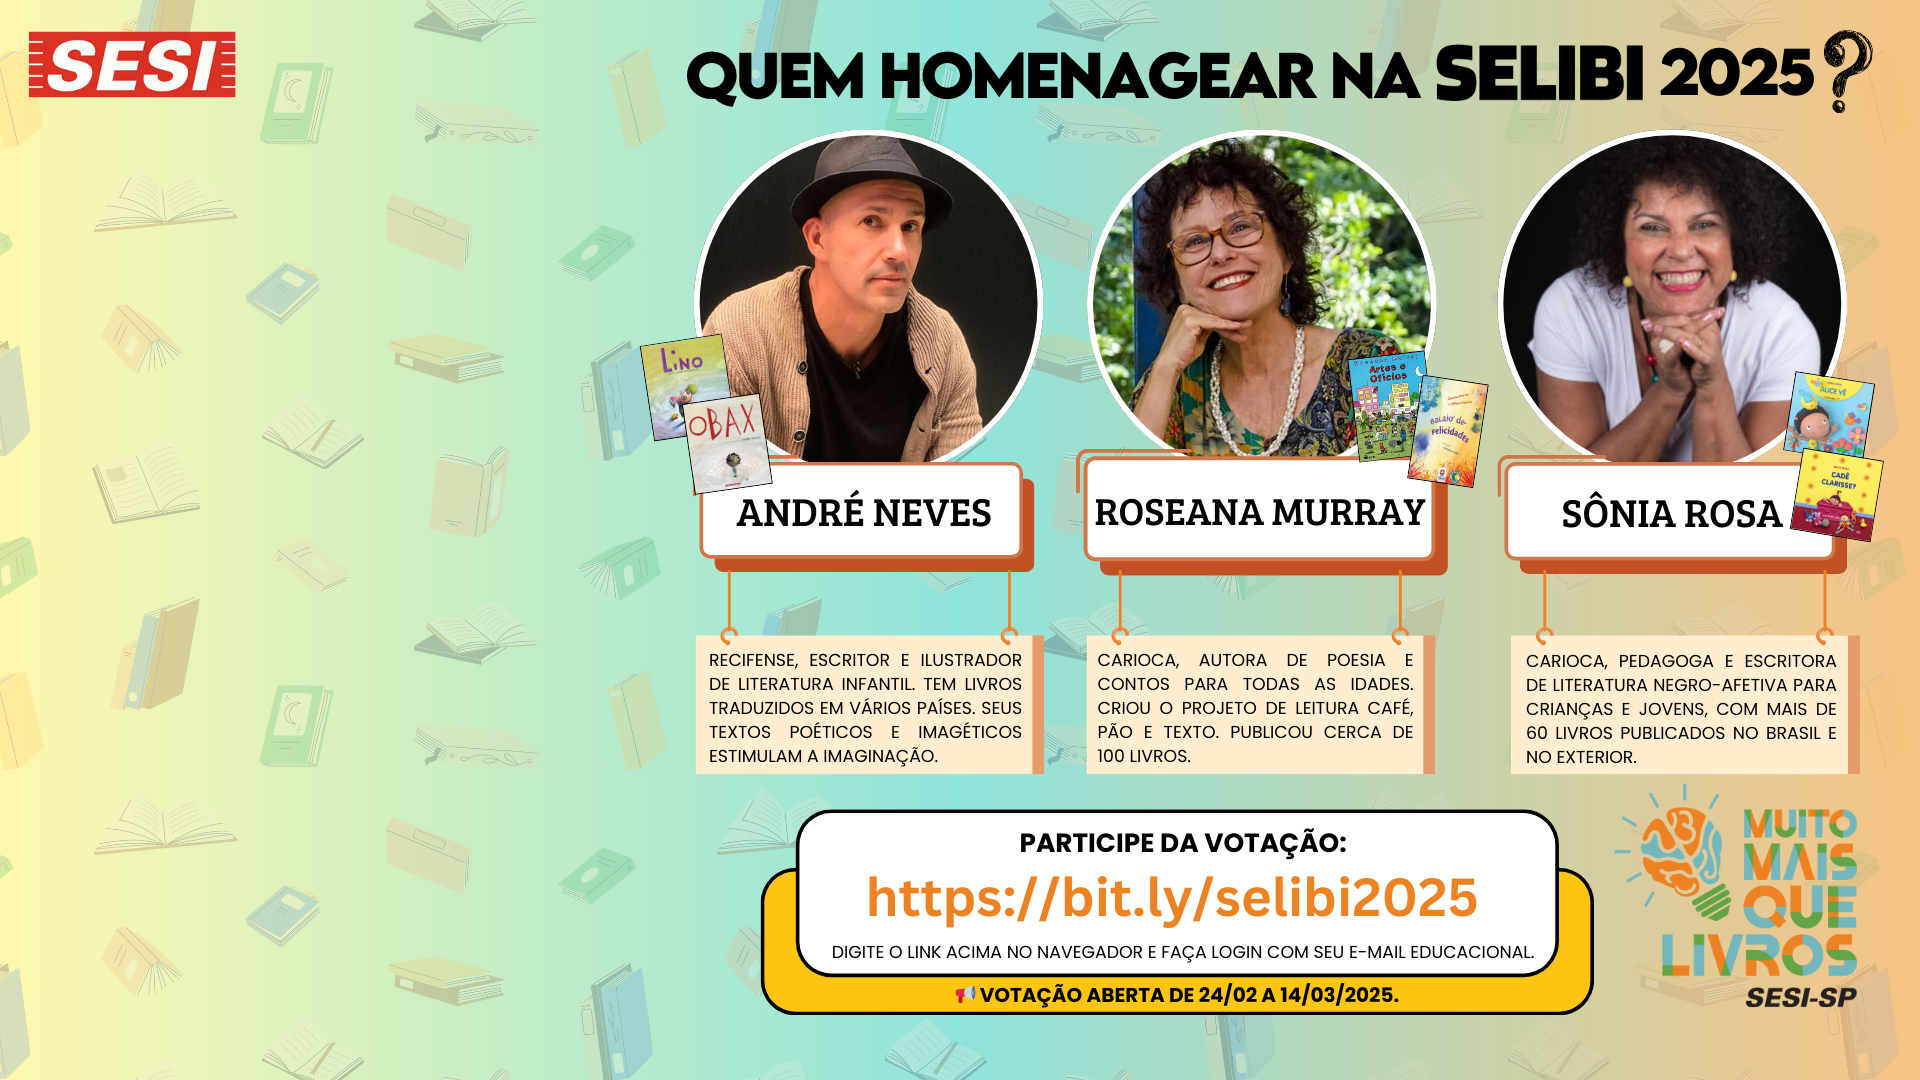 SESI
QUEM HOMENAGEAR NA SELIBI 2025?
LINO
OBAX
Artes e
Ofícios
BALAIO de
felicidades
ALICE VÊ
CADÊ
CLARISSE?
ANDRÉ NEVES
ROSEANA MURRAY
SÔNIA ROSA
RECIFENSE, ESCRITOR E ILUSTRADOR
DE LITERATURA INFANTIL. TEM LIVROS
TRADUZIDOS EM VÁRIOS PAÍSES. SEUS
TEXTOS POÉTICOS E IMAGÉTICOS
ESTIMULAM A IMAGINAÇÃO.
CARIOCA, AUTORA DE POESIA E
CONTOS PARA TODAS AS IDADES.
CRIOU O PROJETO DE LEITURA CAFÉ,
PÃO E TEXTO. PUBLICOU CERCA DE
100 LIVROS.
CARIOCA, PEDAGOGA E ESCRITORA
DE LITERATURA NEGRO-AFETIVA PARA
CRIANÇAS E JOVENS, COM MAIS DE
60 LIVROS PUBLICADOS NO BRASIL E
NO EXTERIOR.
PARTICIPE DA VOTAÇÃO:
https://bit.ly/selibi2025
DIGITE O LINK ACIMA NO NAVEGADOR E FAÇA LOGIN COM SEU E-MAIL EDUCACIONAL.
VOTAÇÃO ABERTA DE 24/02 A 14/03/2025.
MUITO
MAIS
QUE
LIVROS
SESI-SP